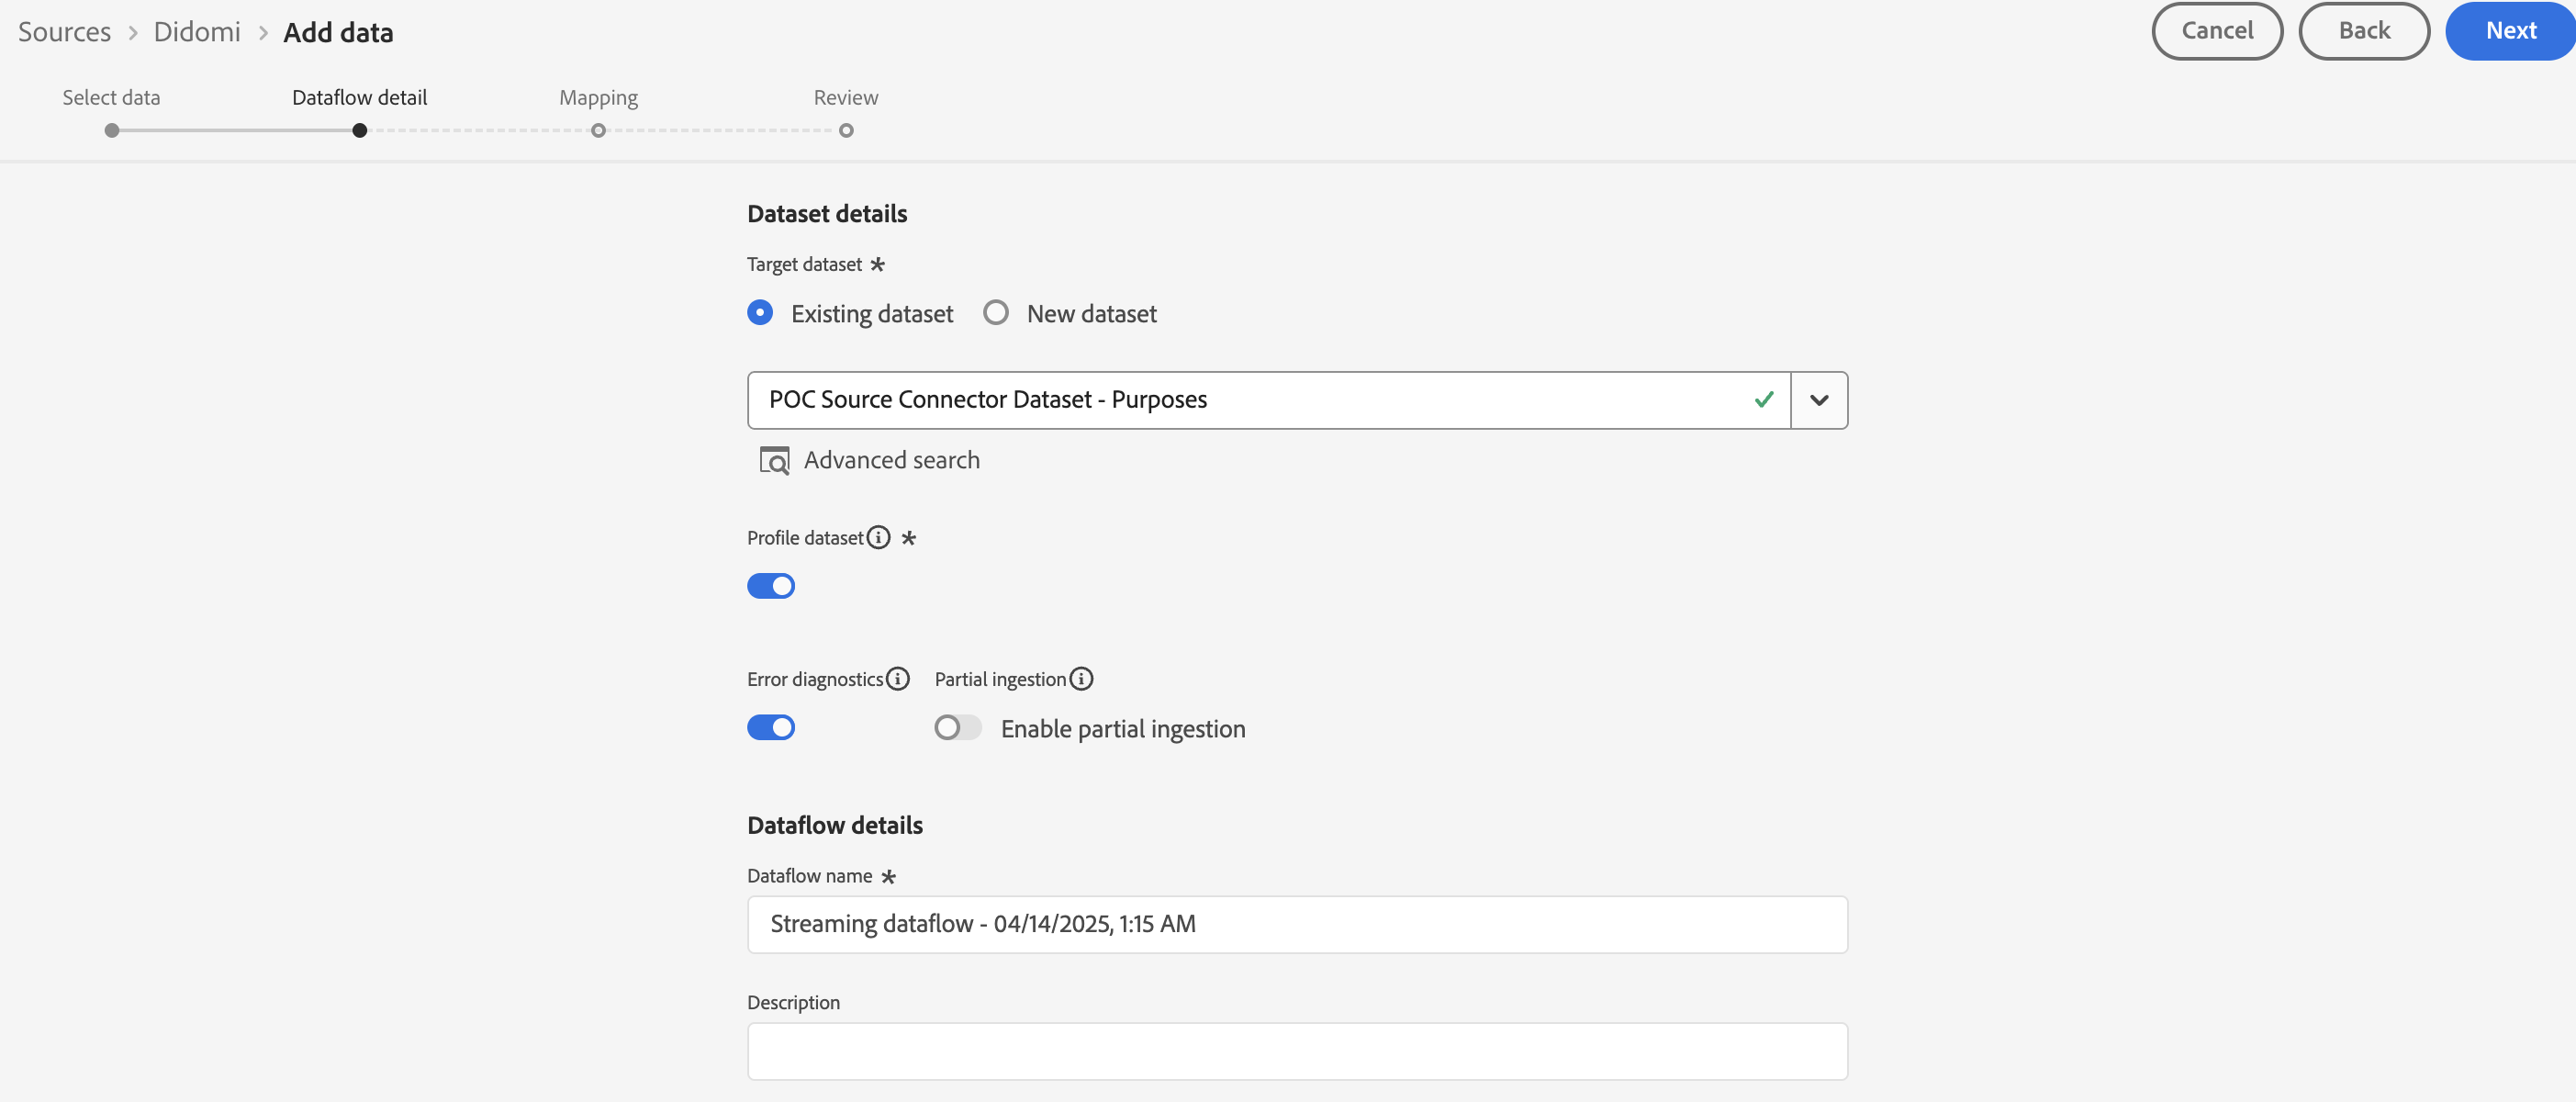 Sources > Didomi > Add data
Cancel
Back
Next
Select data
Dataflow detail
Mapping
Review
Dataset details
Target dataset *
Existing dataset
New dataset
POC Source Connector Dataset - Purposes
Advanced search
Profile dataset *
Error diagnostics
Partial ingestion
Enable partial ingestion
Dataflow details
Dataflow name *
Streaming dataflow - 04/14/2025, 1:15 AM
Description